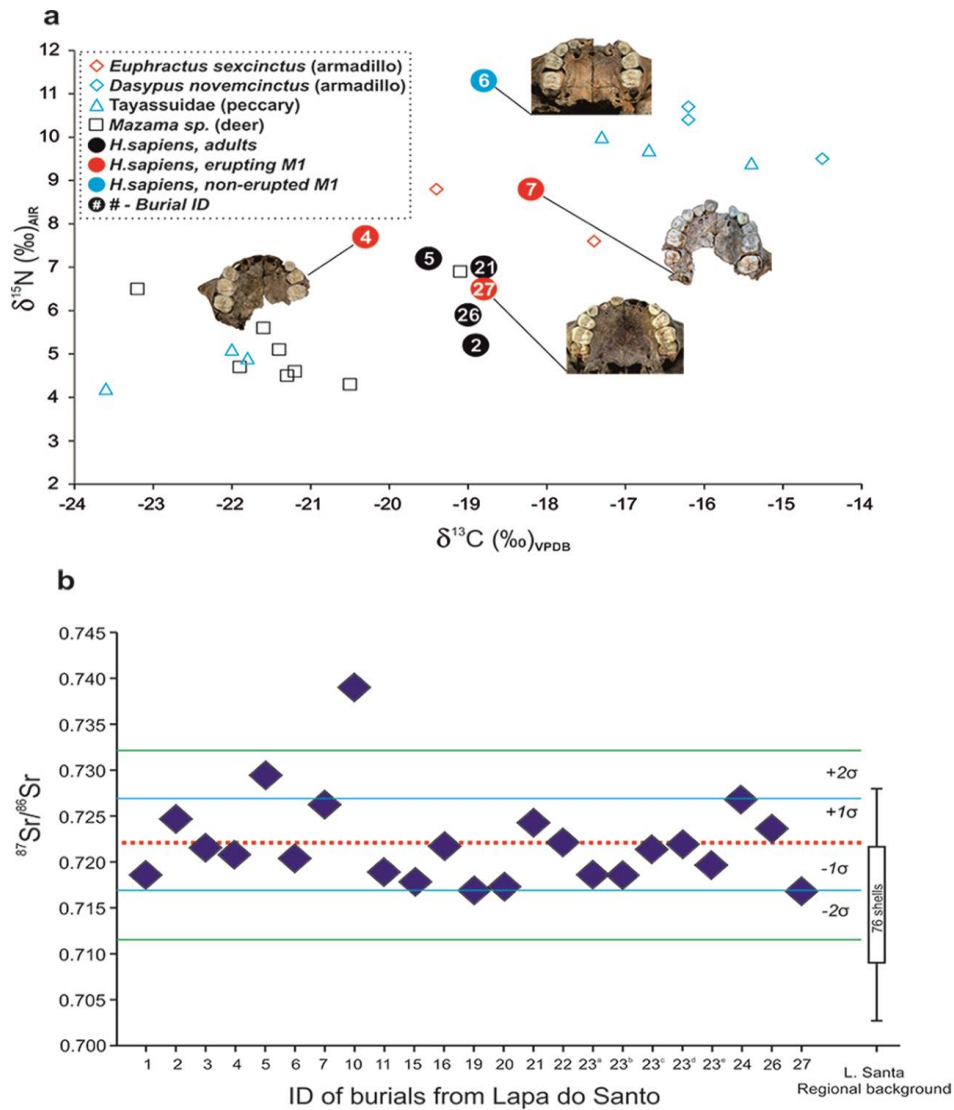 a
12
11
10
9
8
7
6
5
4
3
2
δ¹⁵N (‰)AIR
Euphractus sexcinctus (armadillo)
Dasypus novemcinctus (armadillo)
Tayassuidae (peccary)
Mazama sp. (deer)
H.sapiens, adults
H.sapiens, erupting M1
H.sapiens, non-erupted M1
# # - Burial ID
6
7
4
5
21
27
26
2
-24 -23 -22 -21 -20 -19 -18 -17 -16 -15 -14
δ¹³C (‰)VPDB
b
0.745
0.740
0.735
0.730
0.725
0.720
0.715
0.710
0.705
0.700
⁸⁷Sr/⁸⁶Sr
+2σ
+1σ
-1σ
-2σ
76 shells
1 2 3 4 5 6 7 10 11 15 16 19 20 21 22 23ᵃ 23ᵇ 23ᶜ 23ᵈ 23ᵉ 24 26 27
L. Santa
Regional background
ID of burials from Lapa do Santo